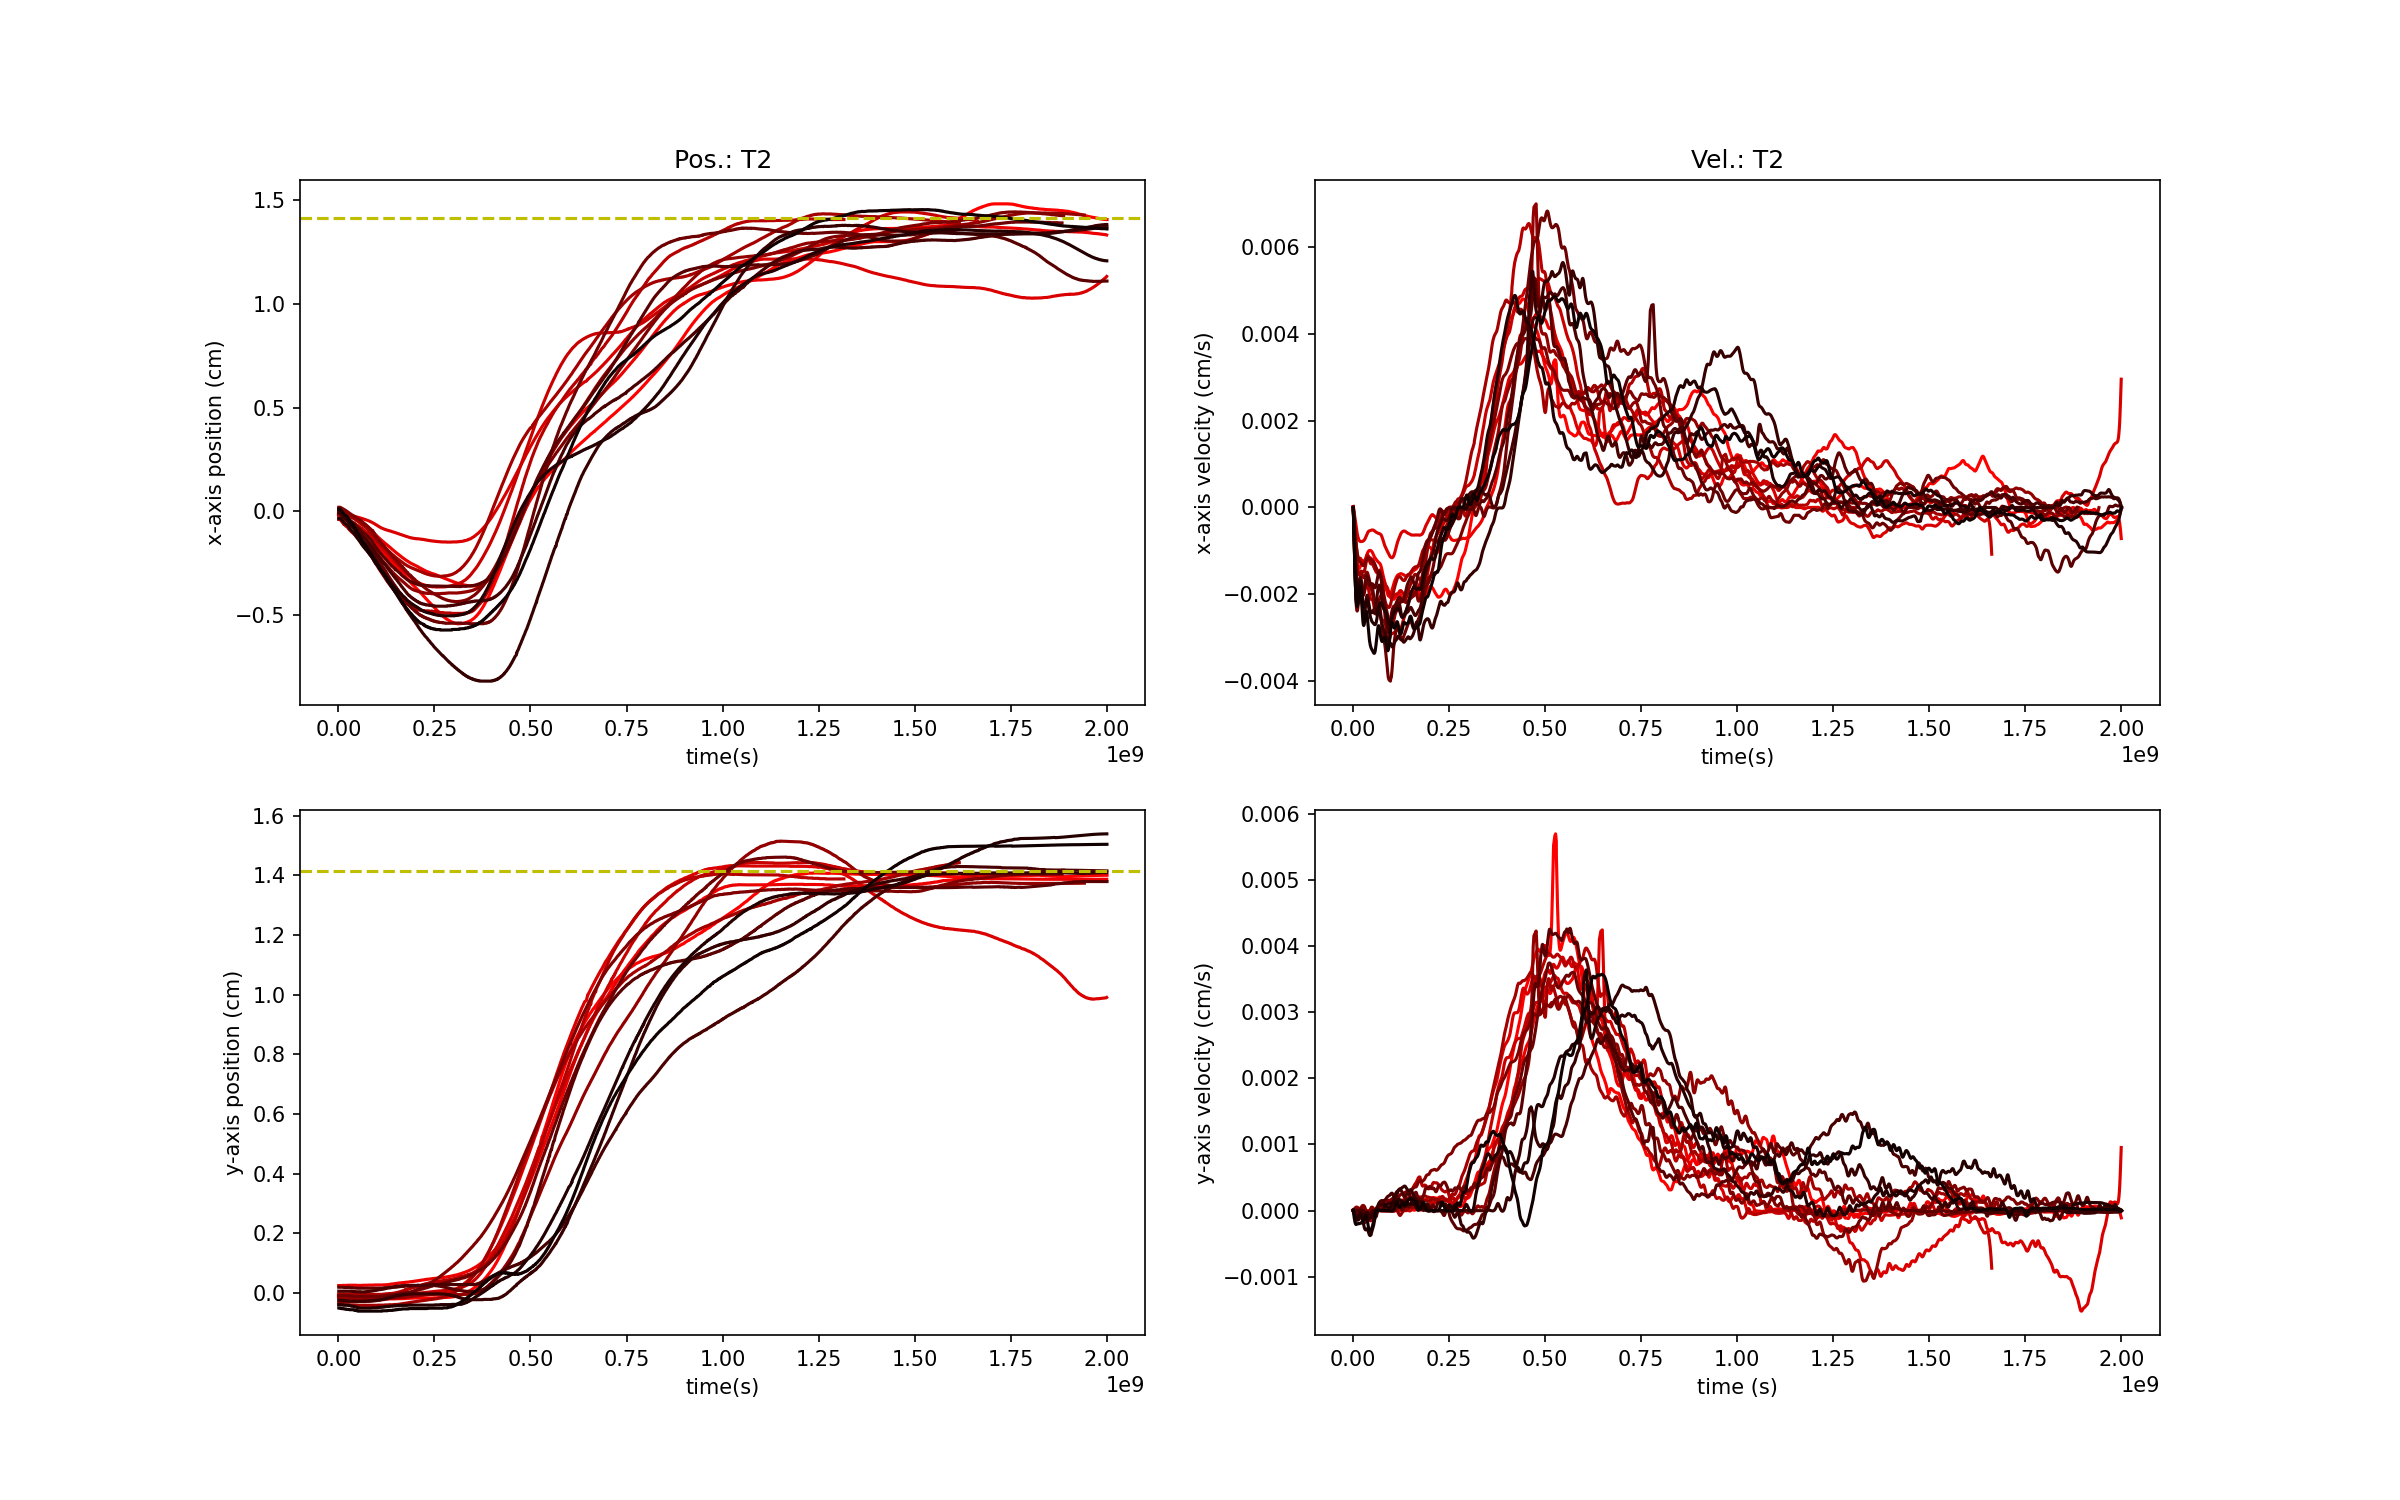 Pos.: T2
1.5
1.0
0.5
0.0
−0.5
x-axis position (cm)
0.00 0.25 0.50 0.75 1.00 1.25 1.50 1.75 2.00
time(s)
1e9
Vel.: T2
0.006
0.004
0.002
0.000
−0.002
−0.004
x-axis velocity (cm/s)
0.00 0.25 0.50 0.75 1.00 1.25 1.50 1.75 2.00
time(s)
1e9
1.6
1.4
1.2
1.0
0.8
0.6
0.4
0.2
0.0
y-axis position (cm)
0.00 0.25 0.50 0.75 1.00 1.25 1.50 1.75 2.00
time(s)
1e9
0.006
0.005
0.004
0.003
0.002
0.001
0.000
−0.001
y-axis velocity (cm/s)
0.00 0.25 0.50 0.75 1.00 1.25 1.50 1.75 2.00
time (s)
1e9